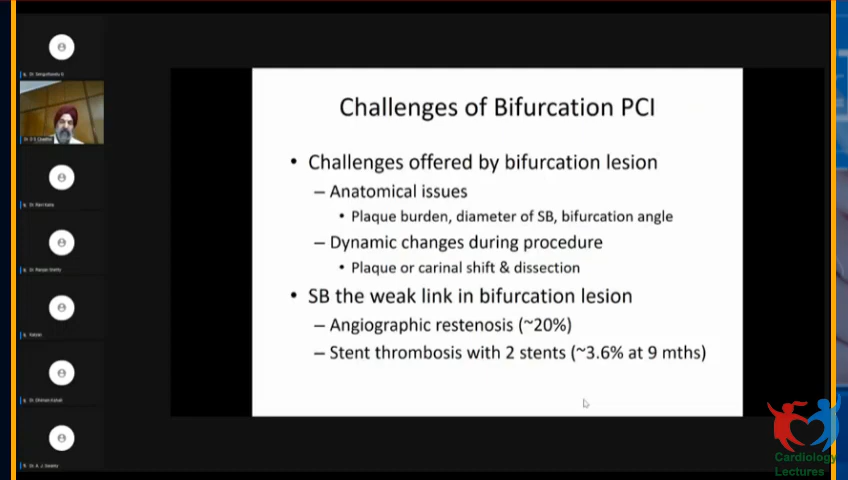 Challenges of Bifurcation PCI
• Challenges offered by bifurcation lesion
– Anatomical issues
• Plaque burden, diameter of SB, bifurcation angle
– Dynamic changes during procedure
• Plaque or carinal shift & dissection
• SB the weak link in bifurcation lesion
– Angiographic restenosis (~20%)
– Stent thrombosis with 2 stents (~3.6% at 9 mths)
Cardiology
Lectures